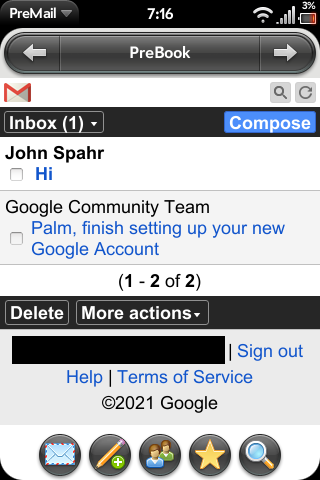 PreMail 7:16 3%
PreBook
Inbox (1) Compose
John Spahr
Hi
Google Community Team
Palm, finish setting up your new
Google Account
(1 - 2 of 2)
Delete More actions
| Sign out
Help | Terms of Service
©2021 Google